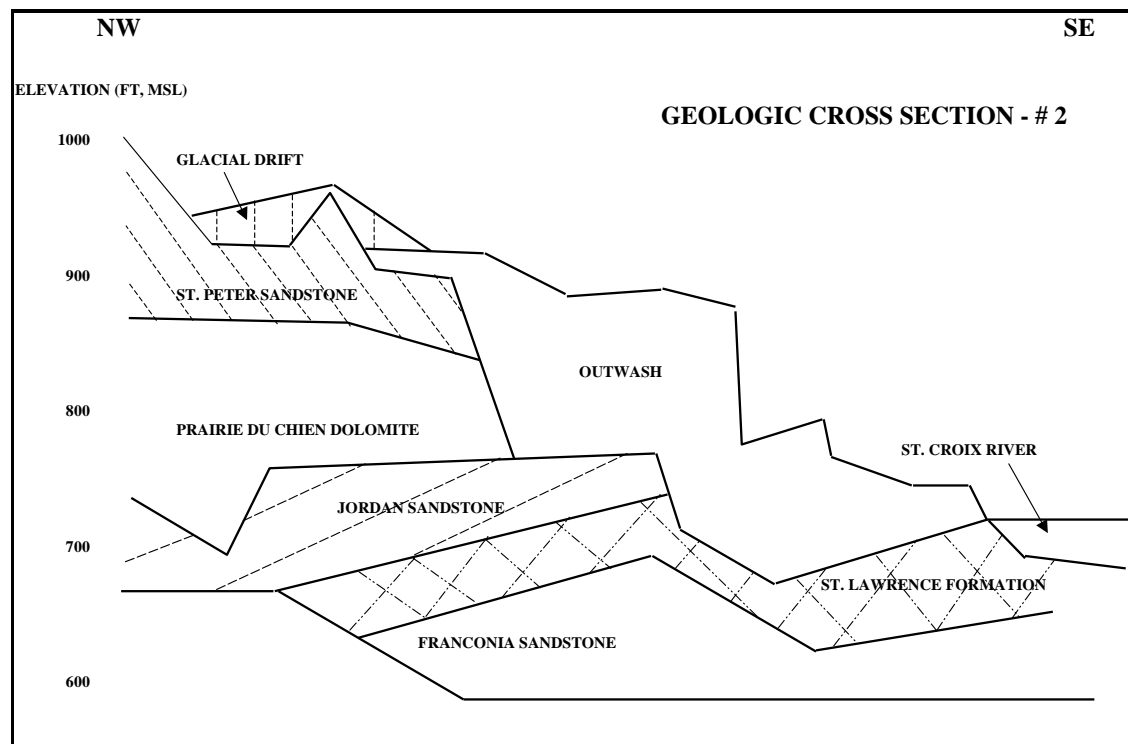 NW
SE
ELEVATION (FT, MSL)
GEOLOGIC CROSS SECTION - # 2
1000
GLACIAL DRIFT
900
ST. PETER SANDSTONE
OUTWASH
800
PRAIRIE DU CHIEN DOLOMITE
ST. CROIX RIVER
JORDAN SANDSTONE
700
ST. LAWRENCE FORMATION
FRANCONIA SANDSTONE
600